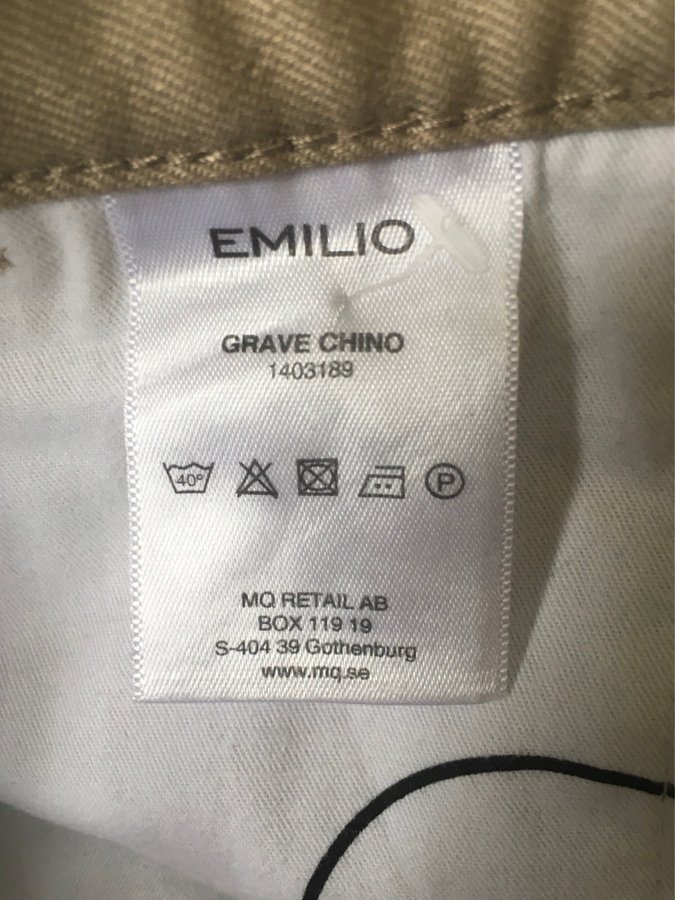 EMILIO
GRAVE CHINO
1403189
40° P
MQ RETAIL AB
BOX 119 19
S-404 39 Gothenburg
www.mq.se